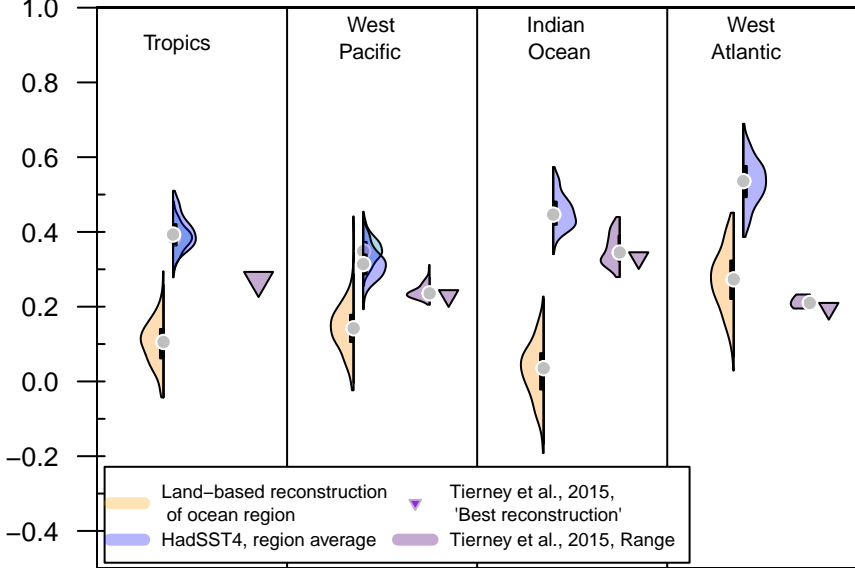 1.0
0.8
0.6
0.4
0.2
0.0
−0.2
−0.4
Tropics
West
Pacific
Indian
Ocean
West
Atlantic
Land−based reconstruction
of ocean region
HadSST4, region average
Tierney et al., 2015,
'Best reconstruction'
Tierney et al., 2015, Range